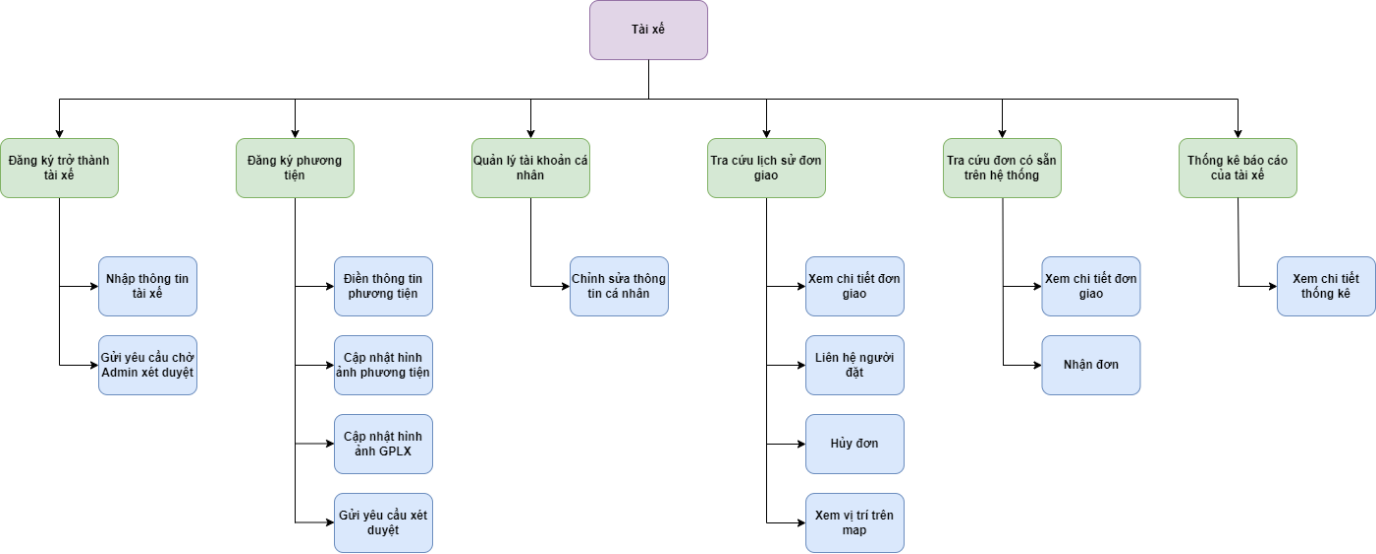 Tài xế
Đăng ký trở thành
tài xế
Đăng ký phương
tiện
Quản lý tài khoản cá
nhân
Tra cứu lịch sử đơn
giao
Tra cứu đơn có sẵn
trên hệ thống
Thống kê báo cáo
của tài xế
Nhập thông tin
tài xế
Gửi yêu cầu chờ
Admin xét duyệt
Điền thông tin
phương tiện
Cập nhật hình
ảnh phương tiện
Cập nhật hình
ảnh GPLX
Gửi yêu cầu xét
duyệt
Chỉnh sửa thông
tin cá nhân
Xem chi tiết đơn
giao
Liên hệ người
đặt
Hủy đơn
Xem vị trí trên
map
Xem chi tiết đơn
giao
Nhận đơn
Xem chi tiết
thống kê